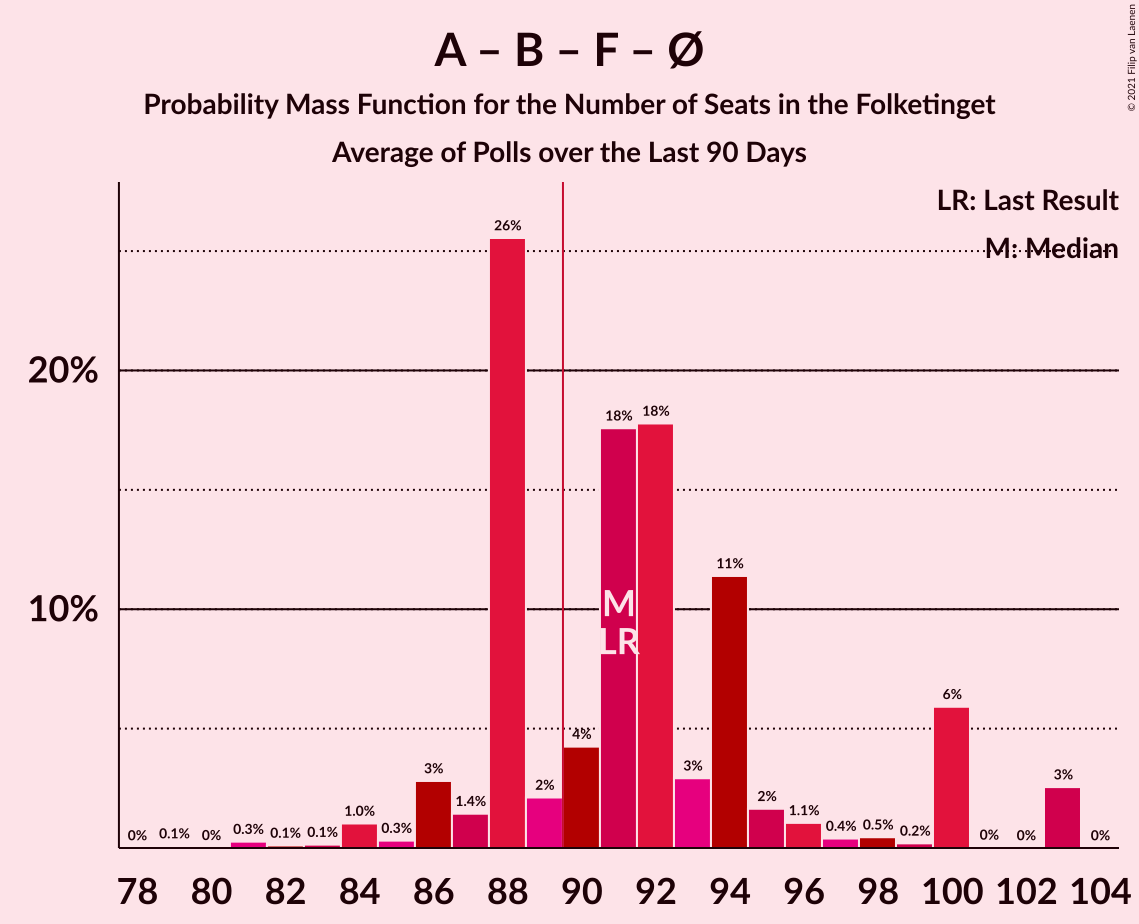 A – B – F – Ø
Probability Mass Function for the Number of Seats in the Folketinget
Average of Polls over the Last 90 Days
© 2021 Filip van Laenen
LR: Last Result
M: Median
20%
10%
0% 0.1% 0% 0.3% 0.1% 0.1% 1.0% 0.3% 3% 1.4% 26% 2% 4% 18% 18% 3% 11% 2% 1.1% 0.4% 0.5% 0.2% 6% 0% 0% 3% 0%
M
LR
78 80 82 84 86 88 90 92 94 96 98 100 102 104